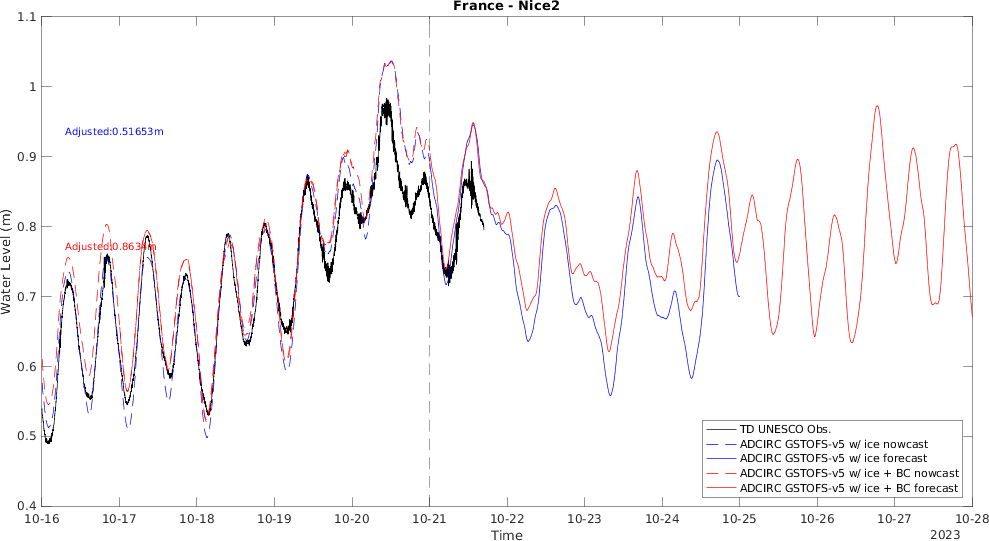 France - Nice2
1.1
1
0.9
0.8
0.7
0.6
0.5
0.4
Water Level (m)
Adjusted:0.51653m
Adjusted:0.8634m
TD UNESCO Obs.
ADCIRC GSTOFS-v5 w/ ice nowcast
ADCIRC GSTOFS-v5 w/ ice forecast
ADCIRC GSTOFS-v5 w/ ice + BC nowcast
ADCIRC GSTOFS-v5 w/ ice + BC forecast
10-16 10-17 10-18 10-19 10-20 10-21 10-22 10-23 10-24 10-25 10-26 10-27 10-28
Time
2023